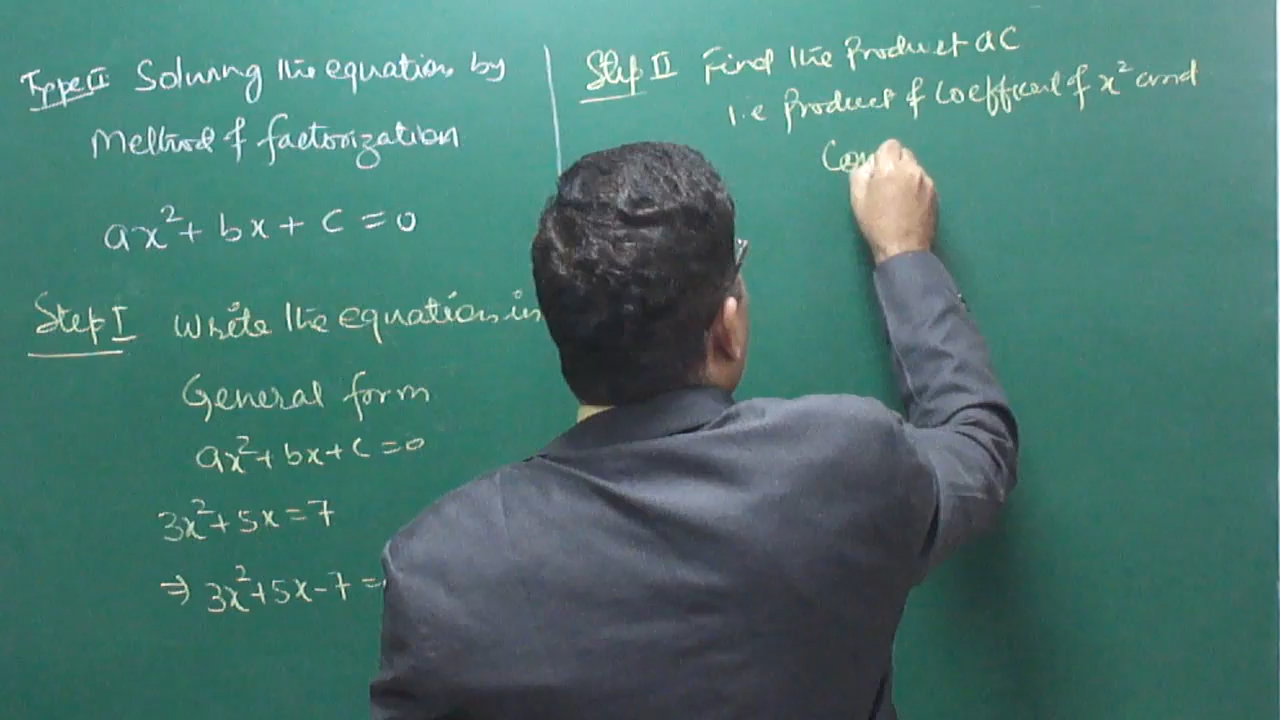 Type II Solving the equation by
Method of factorization
ax² + bx + c = 0
Step I Write the equation in
General form
ax² + bx + c = 0
3x² + 5x = 7
⇒ 3x² + 5x - 7 =
Step II Find the Product ac
i.e Product of Coefficient of x² and